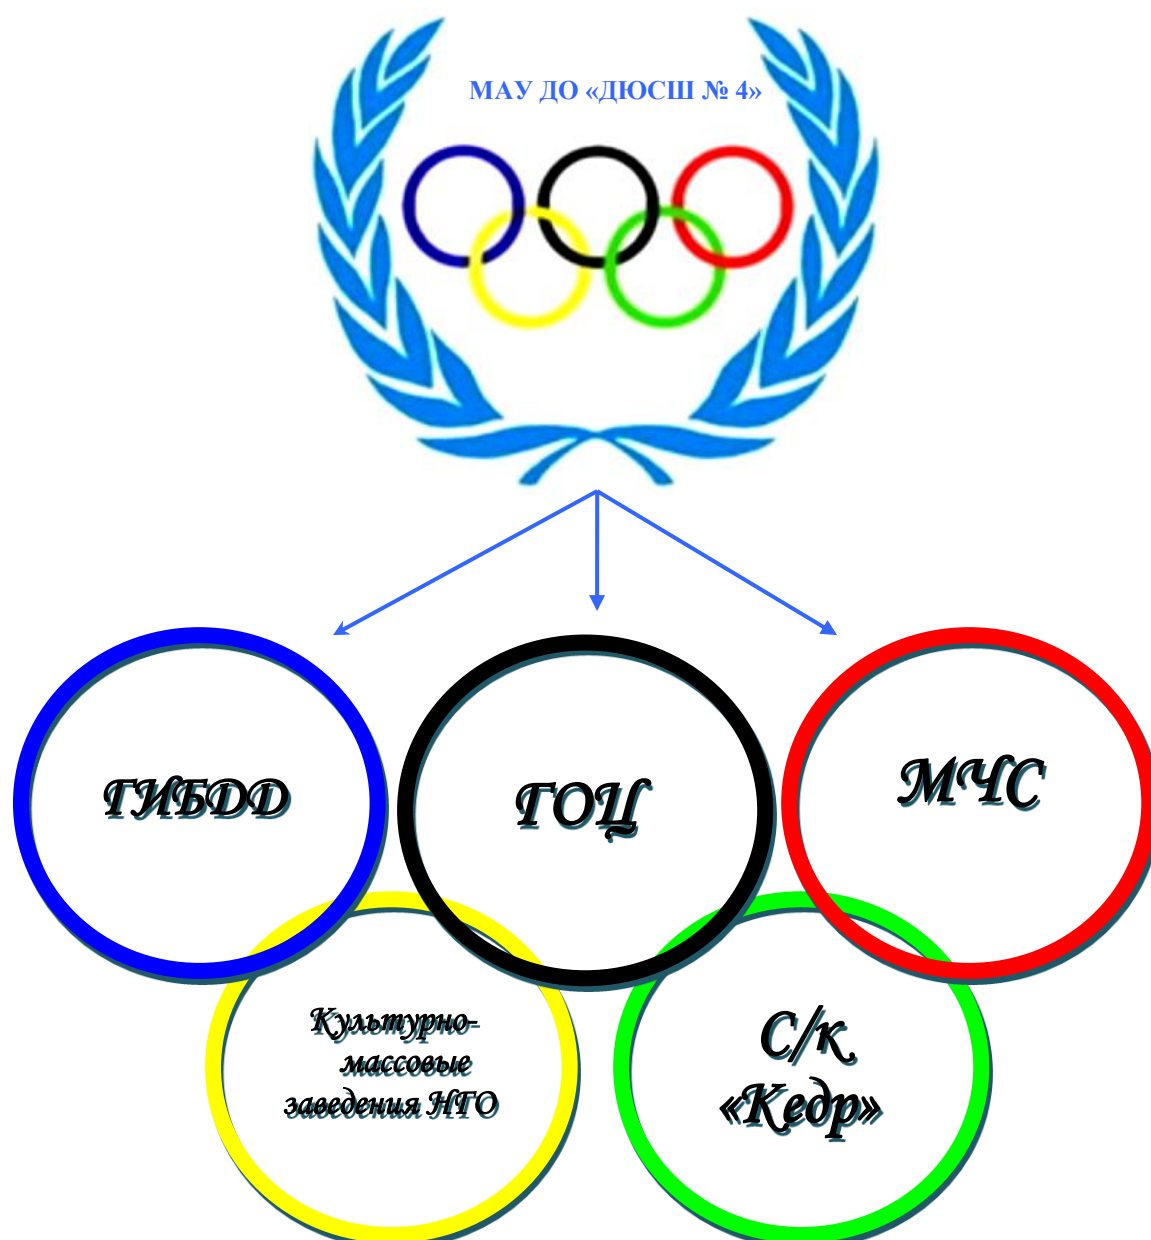 МАУ ДО «ДЮСШ № 4»
ГИБДД
ГОЦ
МЧС
Культурно-
массовые
заведения НГО
С/к
«Кедр»